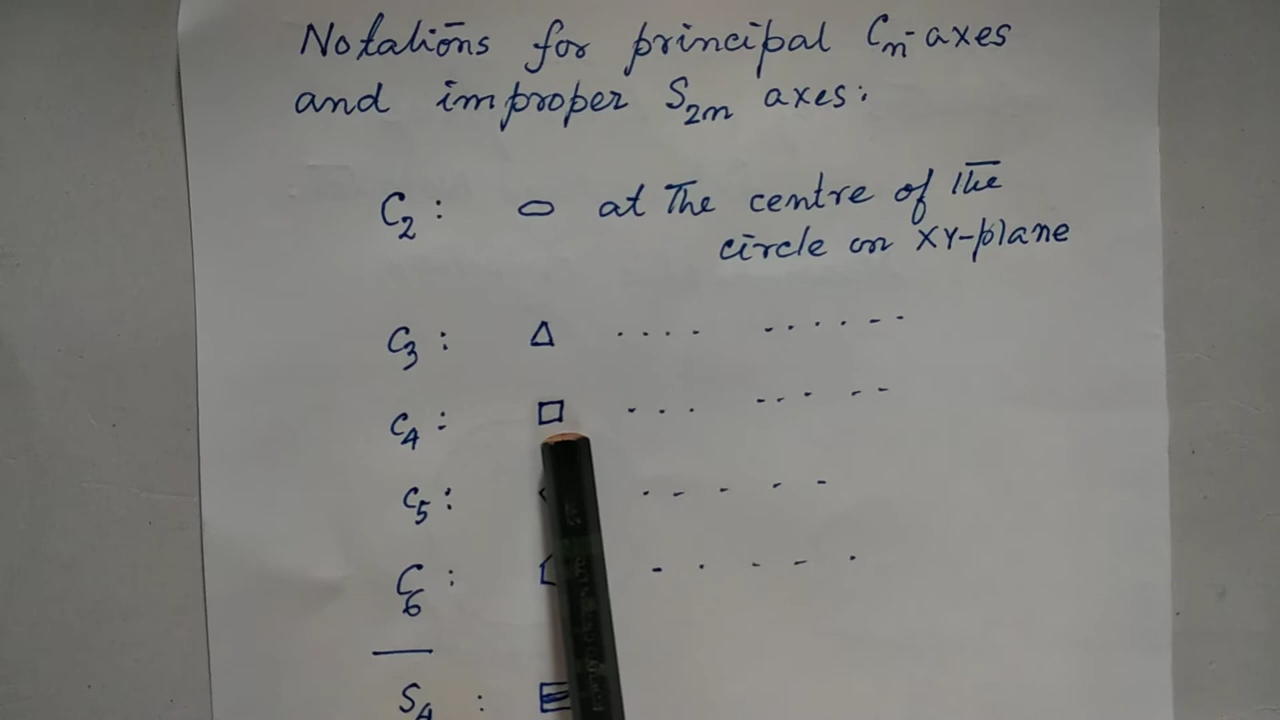 Notations for principal Cn-axes
and improper S2n axes:
C2: ⬭ at the centre of the
circle on XY-plane
C3: △ .... ......
C4: □ ... ... --
C5: .....
C6: .....
S4 :